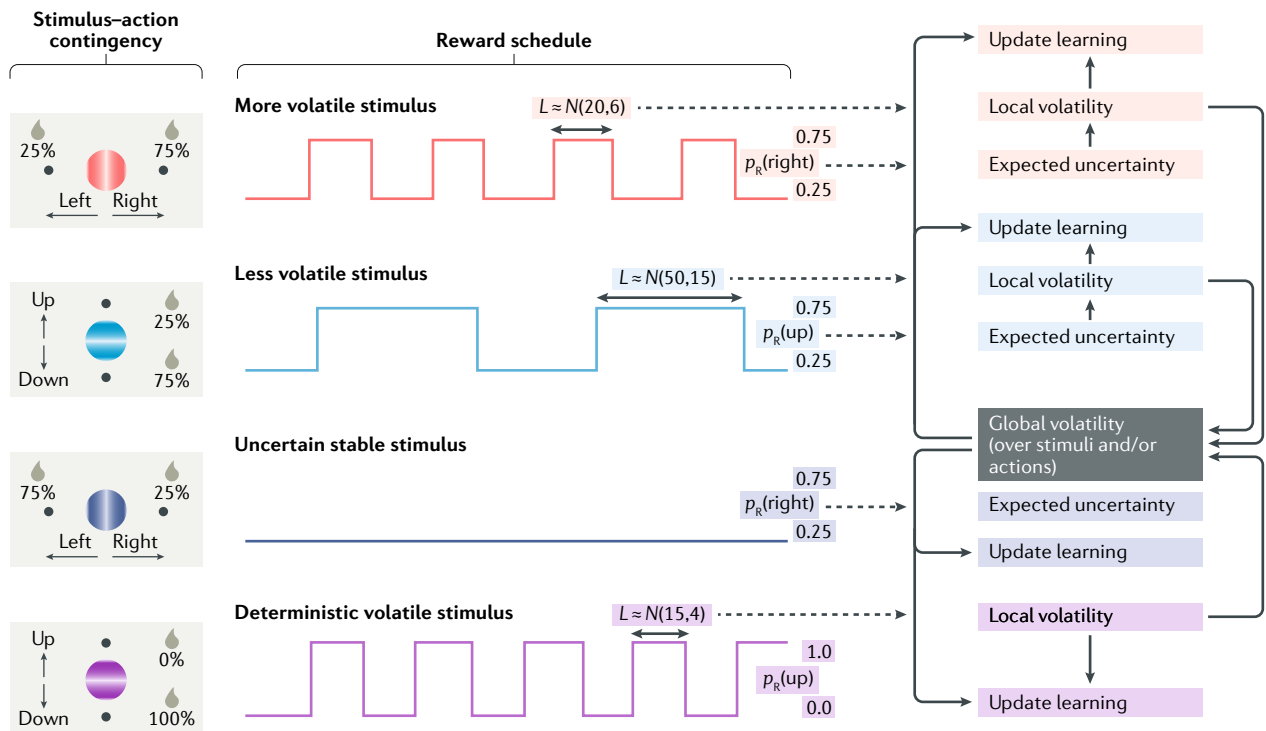 Stimulus–action
contingency
Reward schedule
25%
75%
Left
Right
More volatile stimulus
L ≈ N(20,6)
0.75
pR(right)
0.25
Update learning
Local volatility
Expected uncertainty
Up
Down
25%
75%
Less volatile stimulus
L ≈ N(50,15)
0.75
pR(up)
0.25
Update learning
Local volatility
Expected uncertainty
Global volatility
(over stimuli and/or
actions)
75%
25%
Left
Right
Uncertain stable stimulus
0.75
pR(right)
0.25
Expected uncertainty
Update learning
Up
Down
0%
100%
Deterministic volatile stimulus
L ≈ N(15,4)
1.0
pR(up)
0.0
Local volatility
Update learning